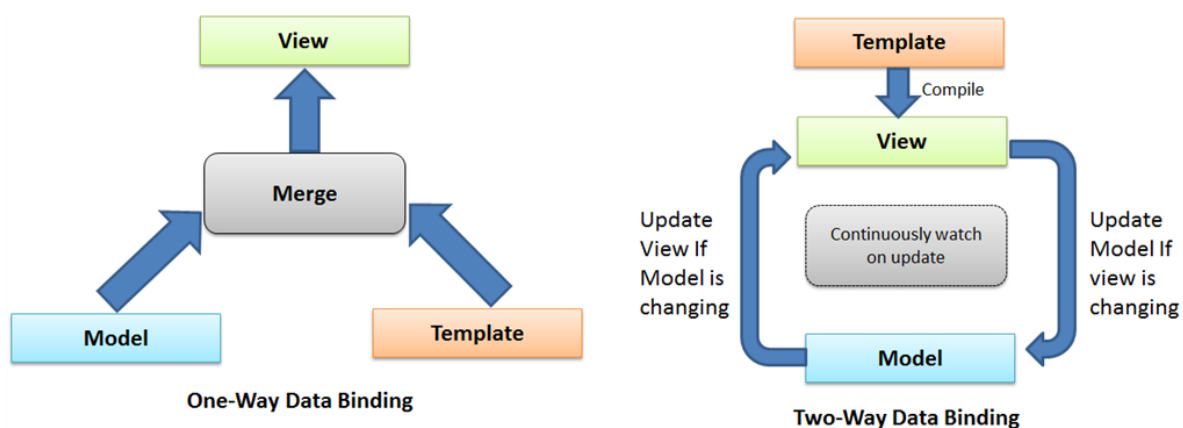 View
Merge
Model
Template
One-Way Data Binding
Template
Compile
View
Update
View If
Model is
changing
Continuously watch
on update
Update
Model If
view is
changing
Model
Two-Way Data Binding